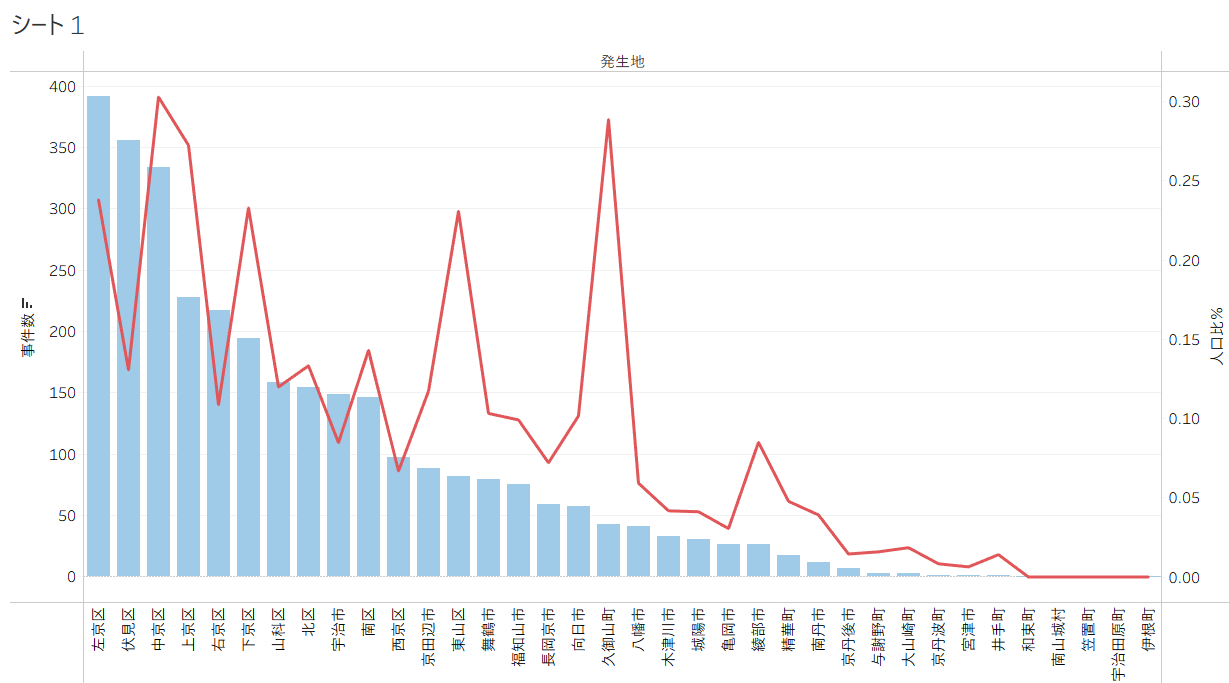 シート 1
発生地
400
350
300
250
200
150
100
50
0
事件数
0.30
0.25
0.20
0.15
0.10
0.05
0.00
人口比%
左京区
伏見区
中京区
上京区
右京区
下京区
山科区
北区
宇治市
南区
西京区
京田辺市
東山区
舞鶴市
福知山市
長岡京市
向日市
久御山町
八幡市
木津川市
城陽市
亀岡市
綾部市
精華町
南丹市
京丹後市
与謝野町
大山崎町
京丹波町
宮津市
井手町
和束町
南山城村
笠置町
宇治田原町
伊根町